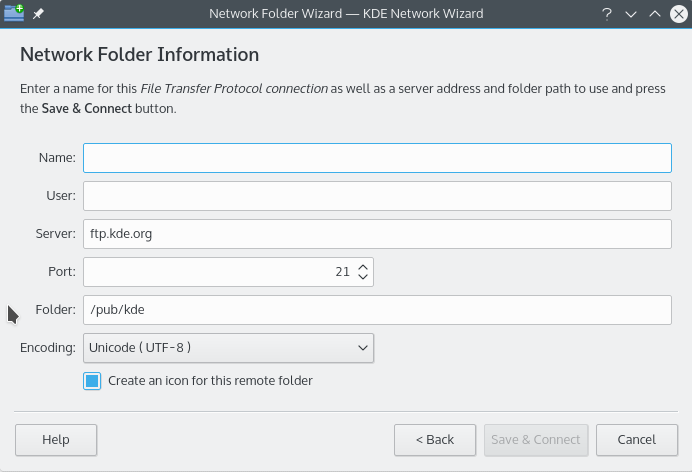 Network Folder Wizard — KDE Network Wizard
Network Folder Information
Enter a name for this File Transfer Protocol connection as well as a server address and folder path to use and press
the Save & Connect button.
Name:
User:
Server: ftp.kde.org
Port: 21
Folder: /pub/kde
Encoding: Unicode ( UTF-8 )
Create an icon for this remote folder
Help < Back Save & Connect Cancel